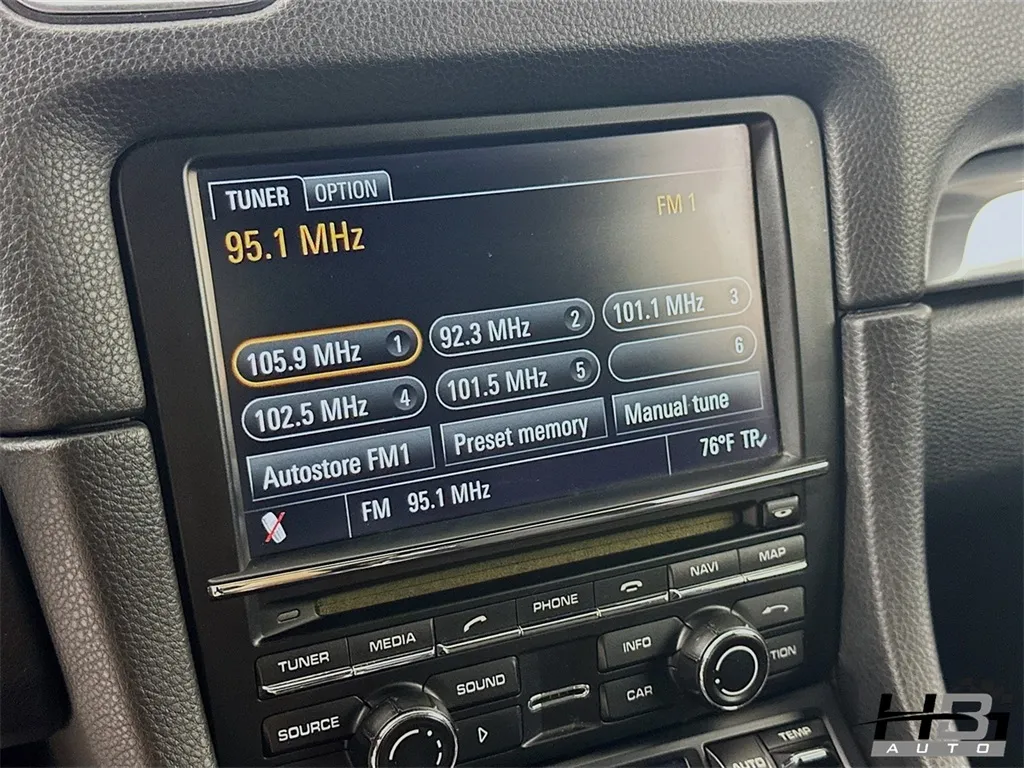 TUNER OPTION
FM 1
95.1 MHz
105.9 MHz 1 92.3 MHz 2 101.1 MHz 3
102.5 MHz 4 101.5 MHz 5 6
Autostore FM1 Preset memory Manual tune
FM 95.1 MHz 76°F TP
TUNER MEDIA PHONE NAVI MAP
SOURCE SOUND INFO TION
CAR
AUTO TEMP
HB
AUTO